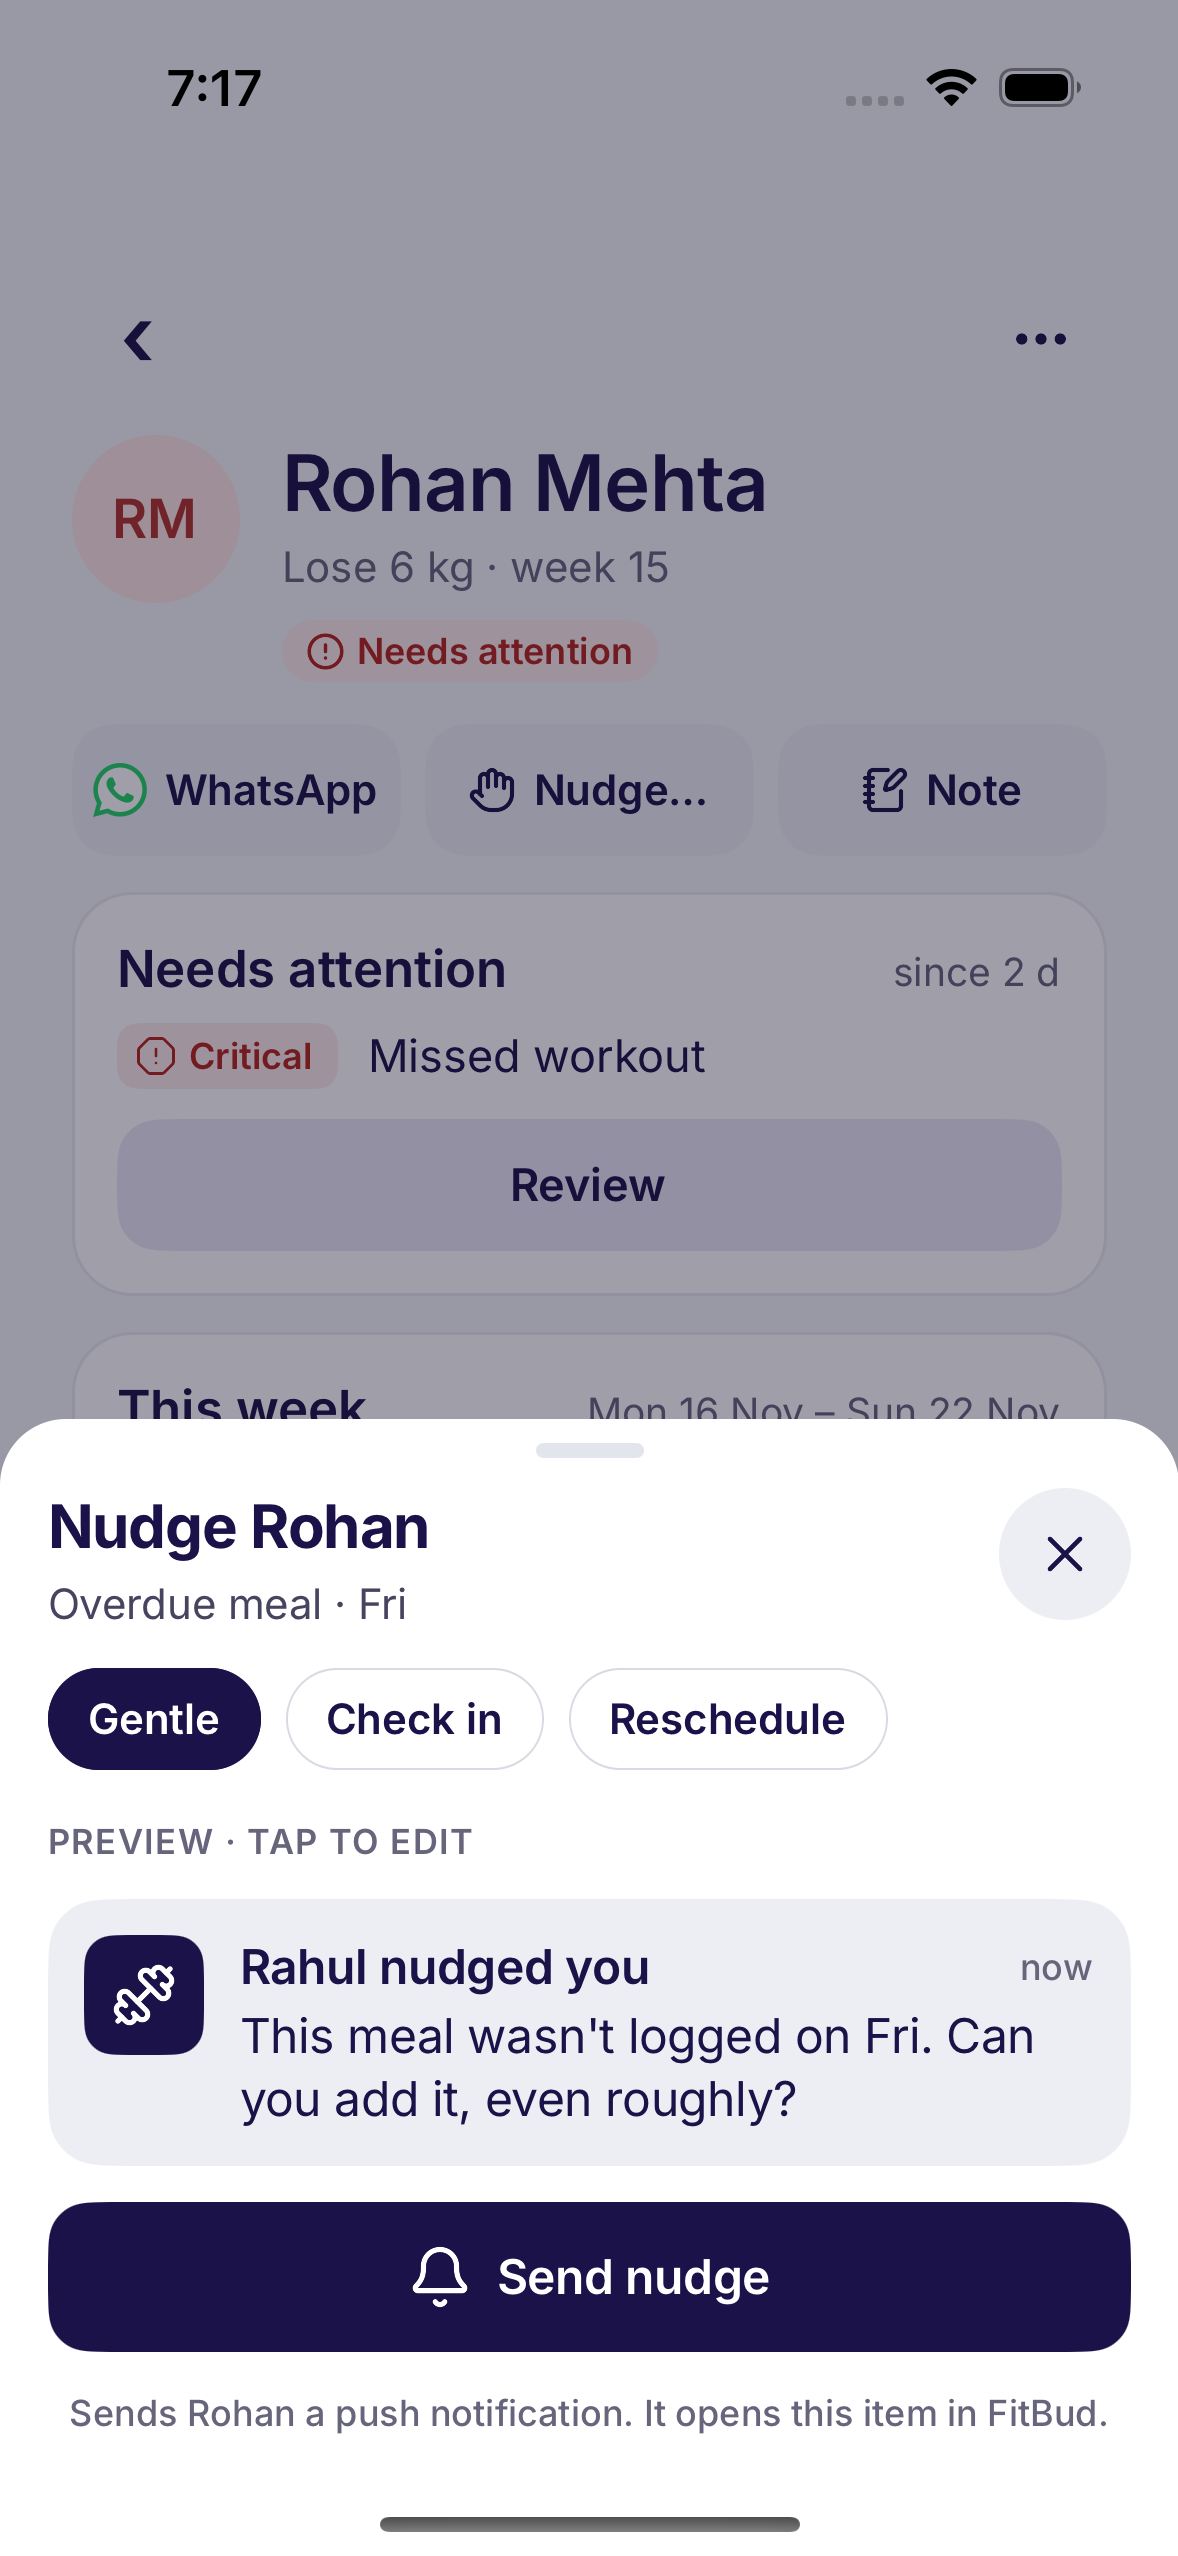 7:17
RM
Rohan Mehta
Lose 6 kg · week 15
Needs attention
WhatsApp
Nudge...
Note
Needs attention
since 2 d
Critical
Missed workout
Review
This week
Mon 16 Nov – Sun 22 Nov
Nudge Rohan
Overdue meal · Fri
Gentle
Check in
Reschedule
PREVIEW · TAP TO EDIT
Rahul nudged you
now
This meal wasn't logged on Fri. Can
you add it, even roughly?
Send nudge
Sends Rohan a push notification. It opens this item in FitBud.